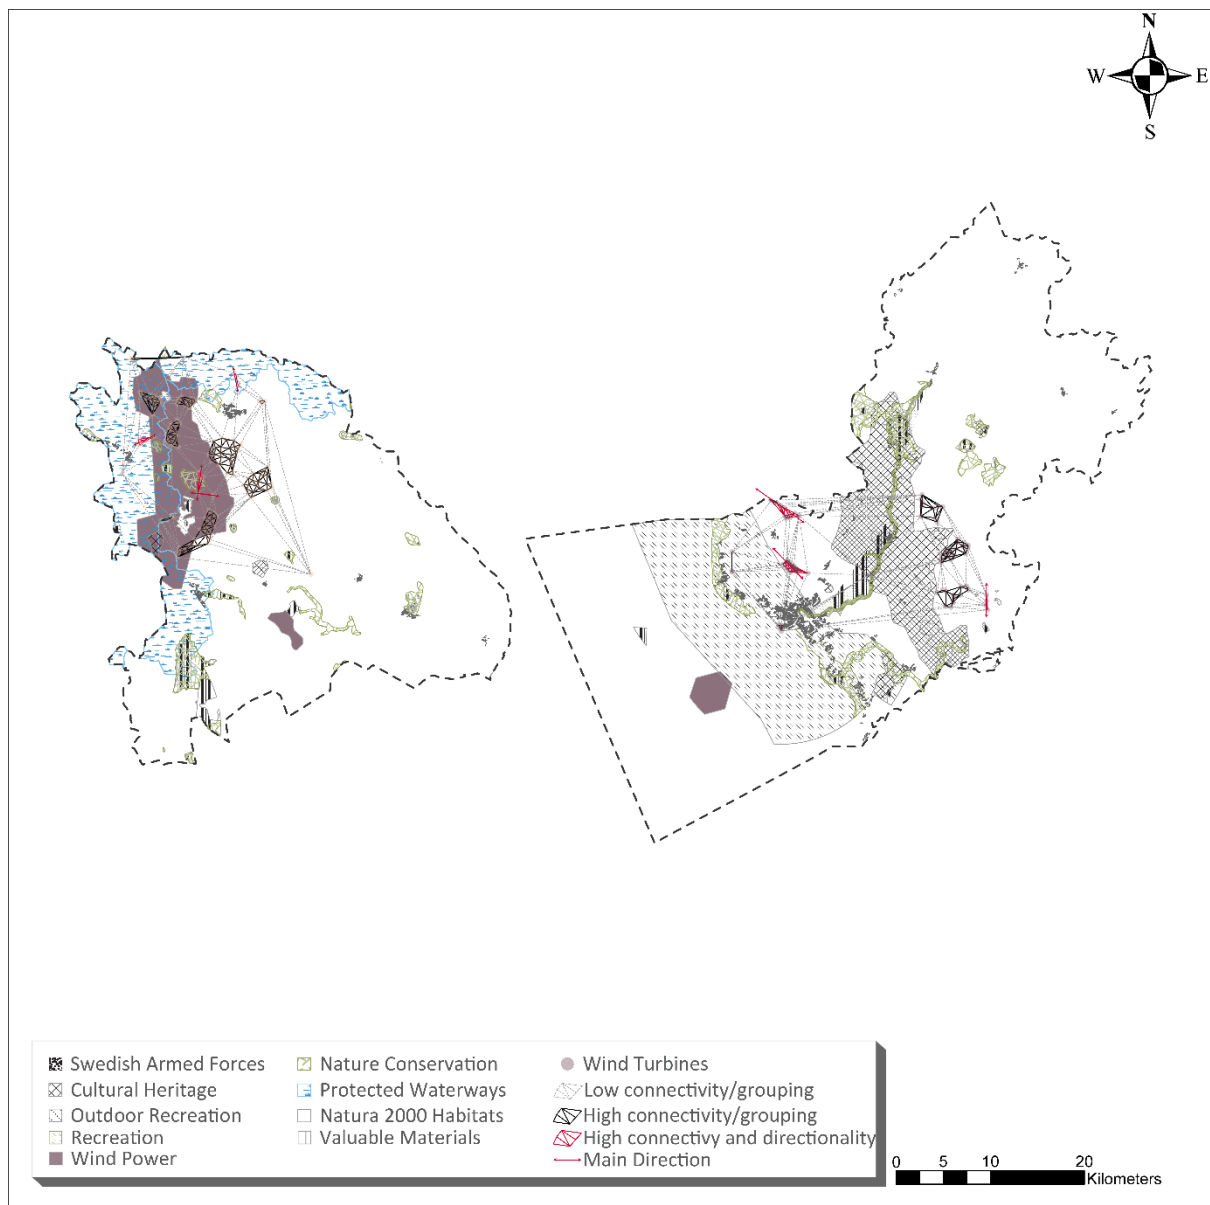 N
W E
S
Swedish Armed Forces
Cultural Heritage
Outdoor Recreation
Recreation
Wind Power
Nature Conservation
Protected Waterways
Natura 2000 Habitats
Valuable Materials
Wind Turbines
Low connectivity/grouping
High connectivity/grouping
High connectivy and directionality
Main Direction
0 5 10 20
Kilometers